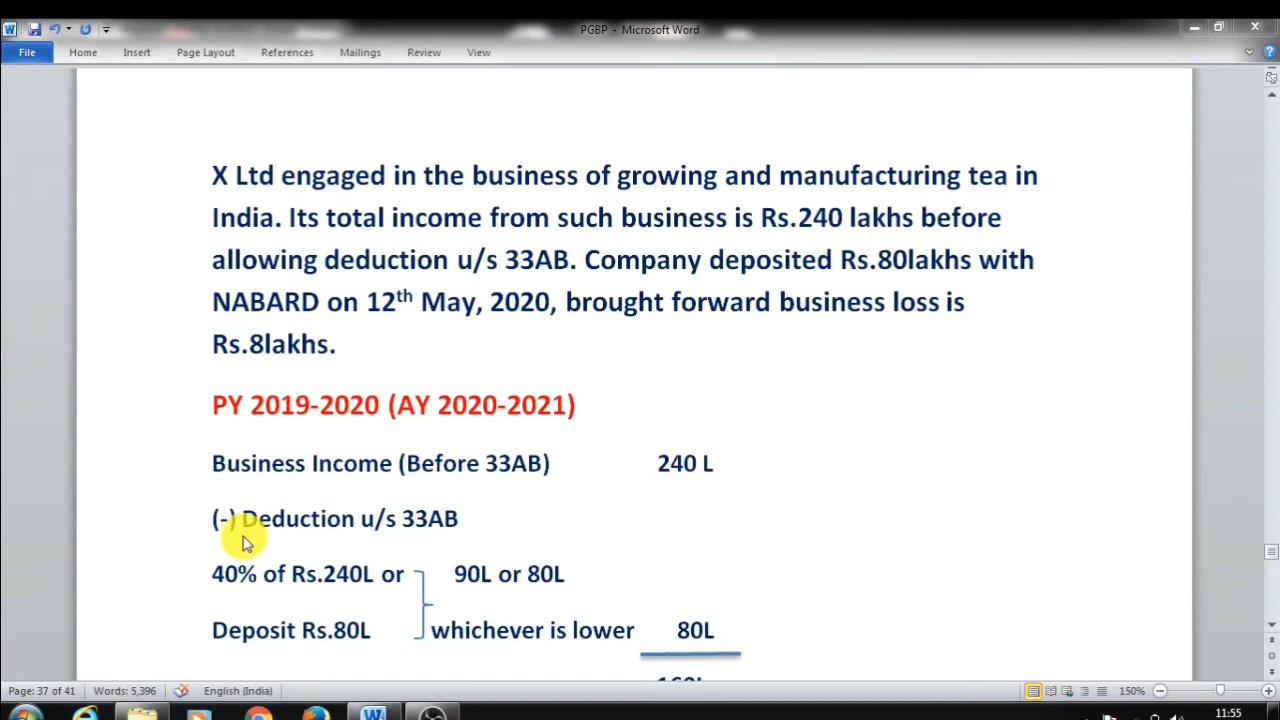 PGBP - Microsoft Word
File Home Insert Page Layout References Mailings Review View
X Ltd engaged in the business of growing and manufacturing tea in
India. Its total income from such business is Rs.240 lakhs before
allowing deduction u/s 33AB. Company deposited Rs.80lakhs with
NABARD on 12th May, 2020, brought forward business loss is
Rs.8lakhs.
PY 2019-2020 (AY 2020-2021)
Business Income (Before 33AB) 240 L
(-) Deduction u/s 33AB
40% of Rs.240L or 90L or 80L
Deposit Rs.80L whichever is lower 80L
160L
Page: 37 of 41 Words: 5,396 English (India) 150%
11:55